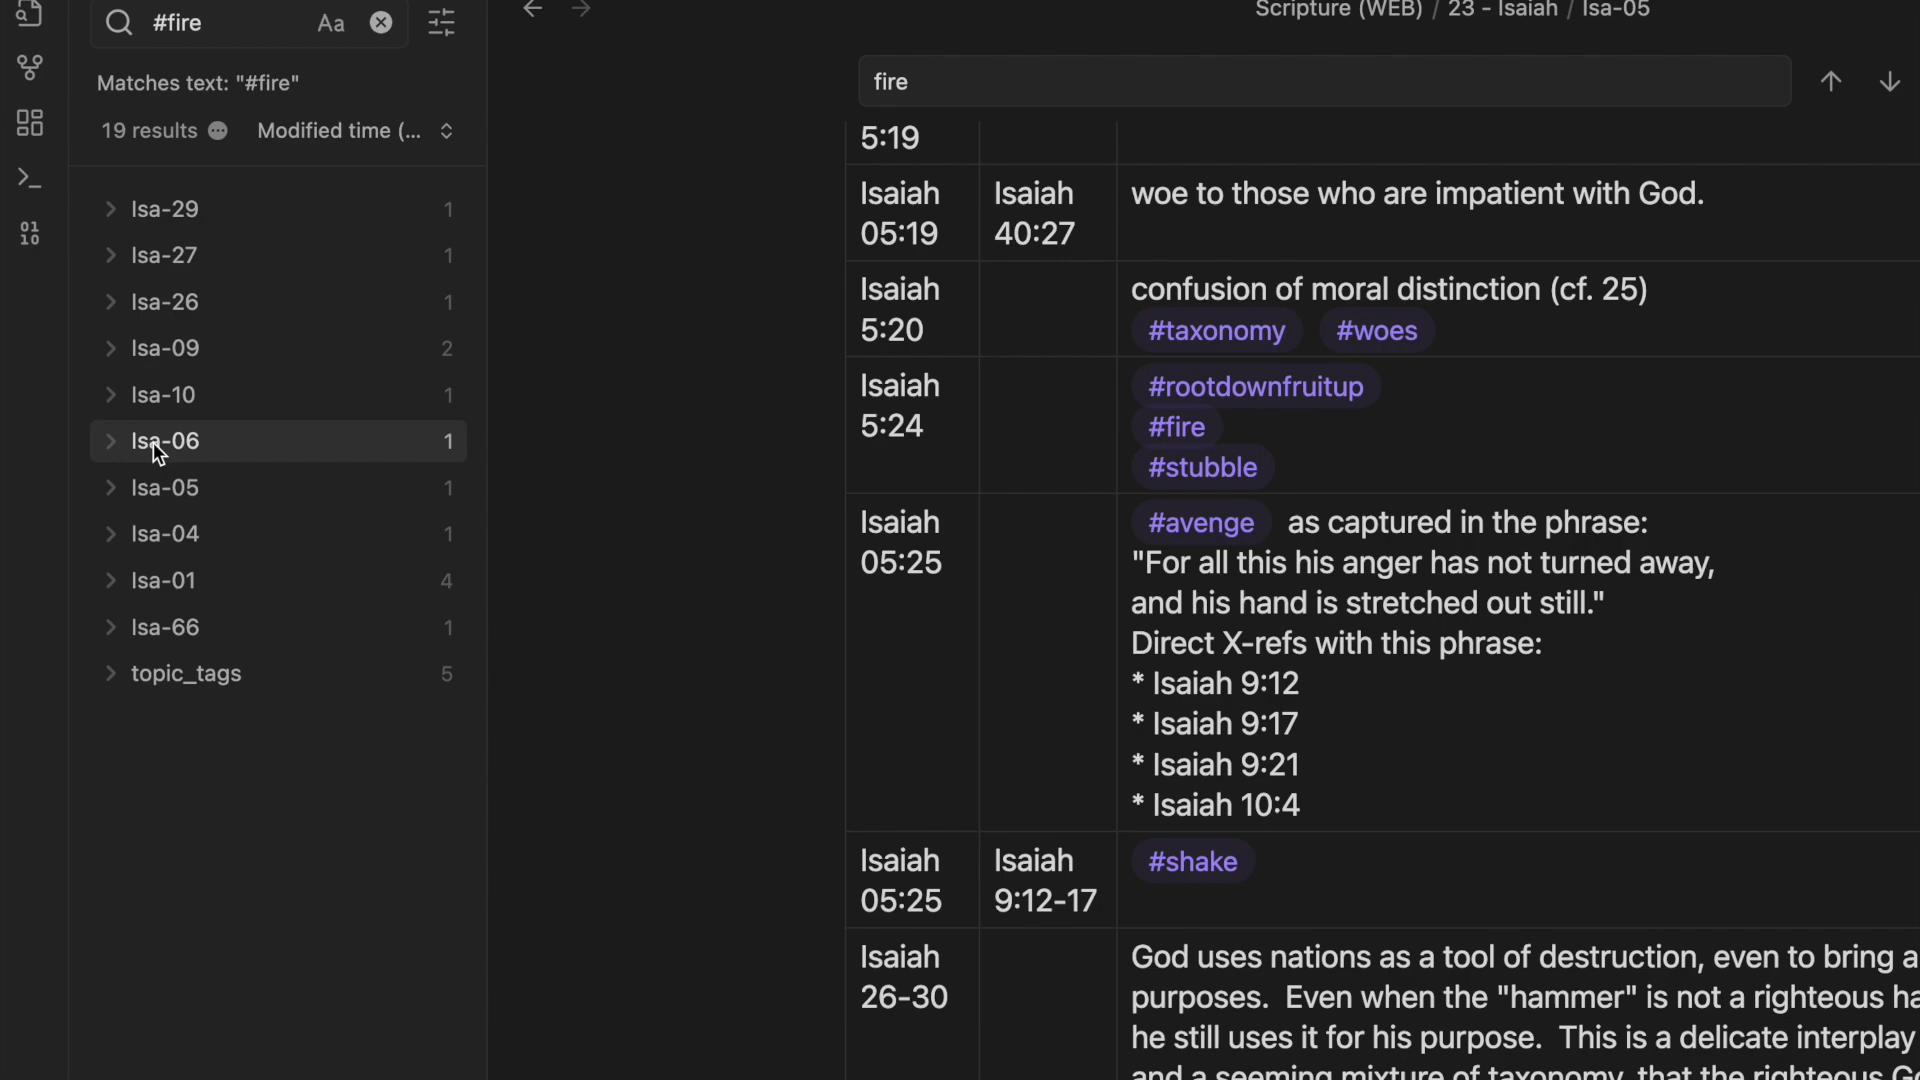 #fire
Aa
Matches text: "#fire"
19 results
Modified time (...
Isa-29 1
Isa-27 1
Isa-26 1
Isa-09 2
Isa-10 1
Isa-06 1
Isa-05 1
Isa-04 1
Isa-01 4
Isa-66 1
topic_tags 5
Scripture (WEB) / 23 - Isaiah / Isa-05
fire
5:19
Isaiah 05:19
Isaiah 40:27
woe to those who are impatient with God.
Isaiah 5:20
confusion of moral distinction (cf. 25)
#taxonomy #woes
Isaiah 5:24
#rootdownfruitup
#fire
#stubble
Isaiah 05:25
#avenge as captured in the phrase:
"For all this his anger has not turned away,
and his hand is stretched out still."
Direct X-refs with this phrase:
* Isaiah 9:12
* Isaiah 9:17
* Isaiah 9:21
* Isaiah 10:4
Isaiah 05:25
Isaiah 9:12-17
#shake
Isaiah 26-30
God uses nations as a tool of destruction, even to bring a
purposes. Even when the "hammer" is not a righteous ha
he still uses it for his purpose. This is a delicate interplay
and a seeming mixture of taxonomy, that the righteous G